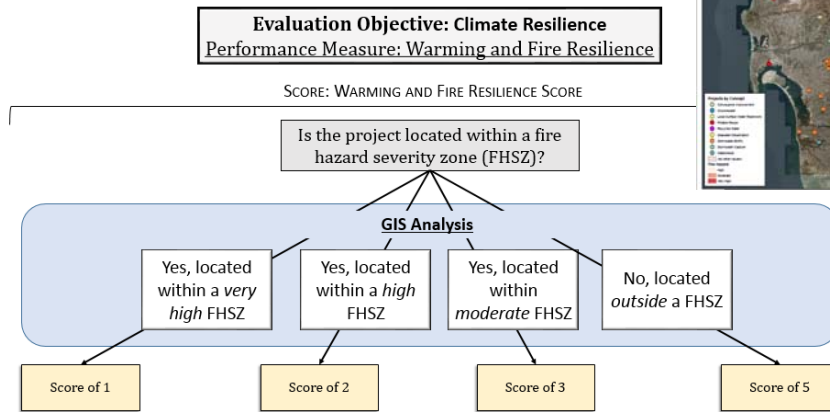 Evaluation Objective: Climate Resilience
Performance Measure: Warming and Fire Resilience
SCORE: WARMING AND FIRE RESILIENCE SCORE
Is the project located within a fire
hazard severity zone (FHSZ)?
GIS Analysis
Yes, located
within a very
high FHSZ
Yes, located
within a high
FHSZ
Yes, located
within
moderate FHSZ
No, located
outside a FHSZ
Score of 1
Score of 2
Score of 3
Score of 5